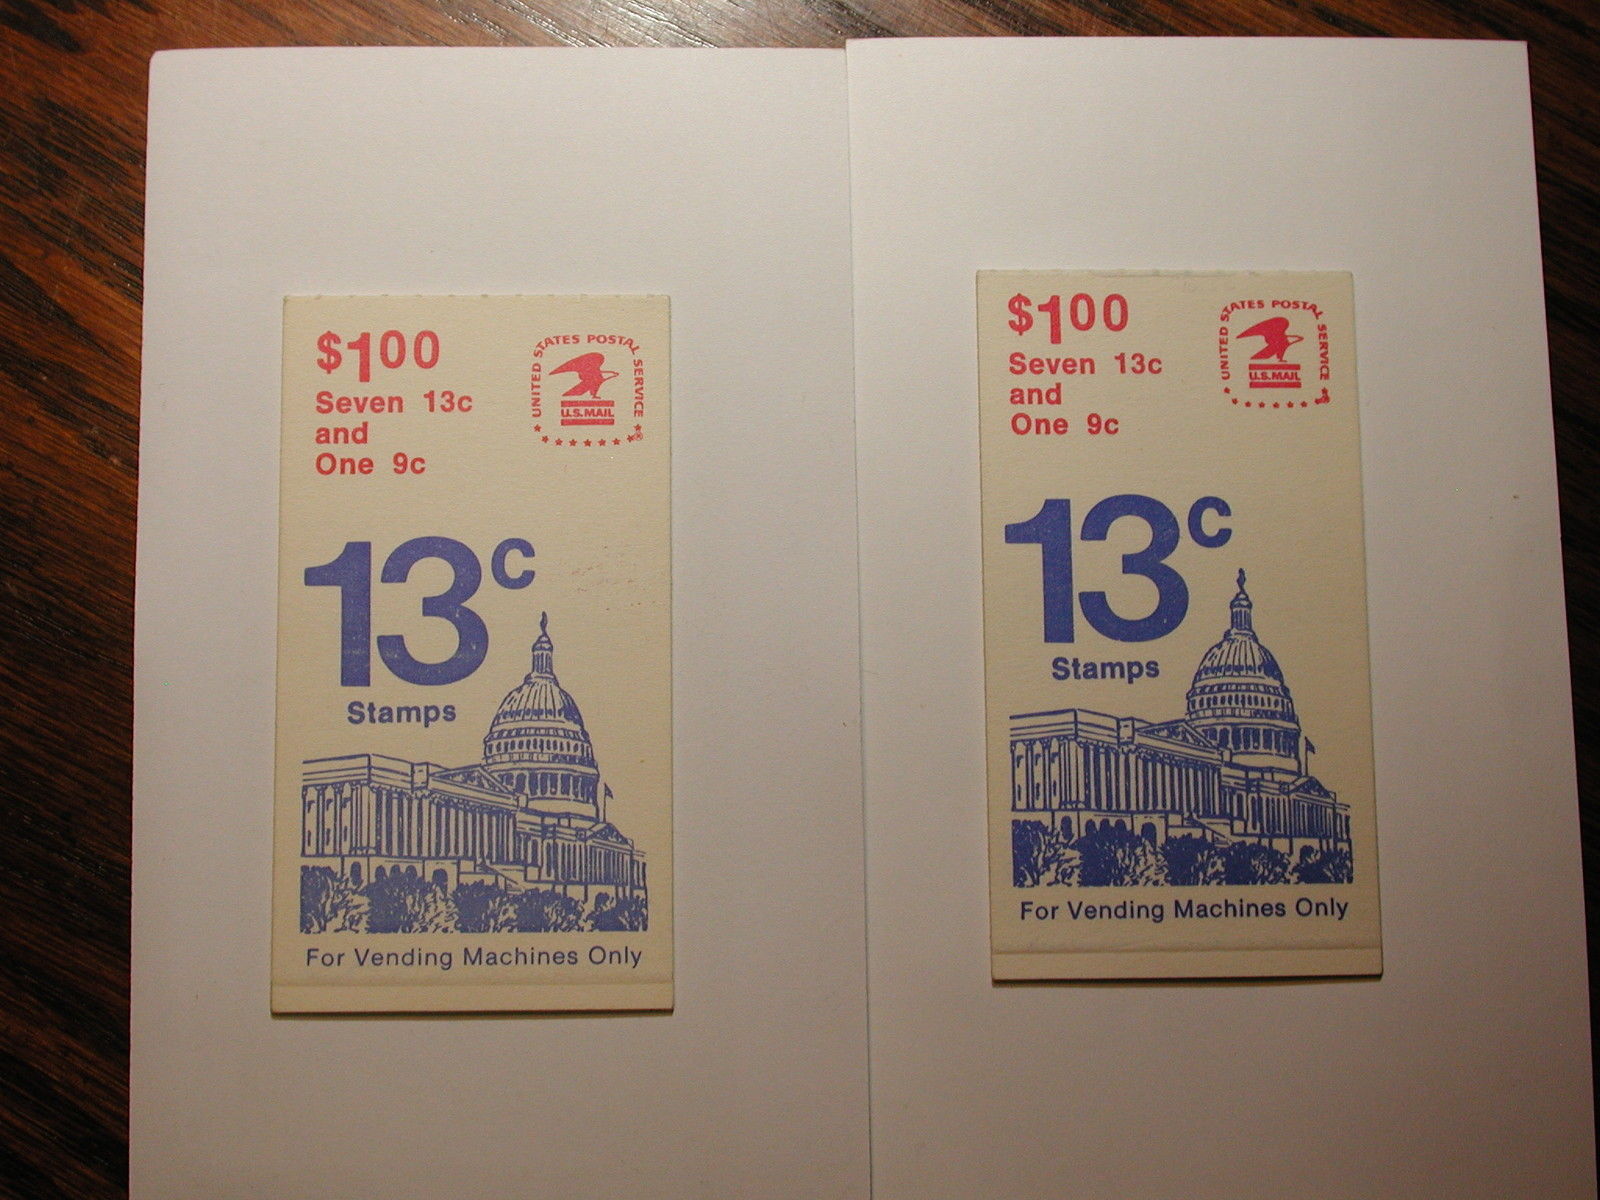 $1.00
Seven 13c
and
One 9c
UNITED STATES POSTAL SERVICE
U.S.MAIL
®
13c
Stamps
For Vending Machines Only
$1.00
Seven 13c
and
One 9c
UNITED STATES POSTAL SERVICE
U.S.MAIL
13c
Stamps
For Vending Machines Only